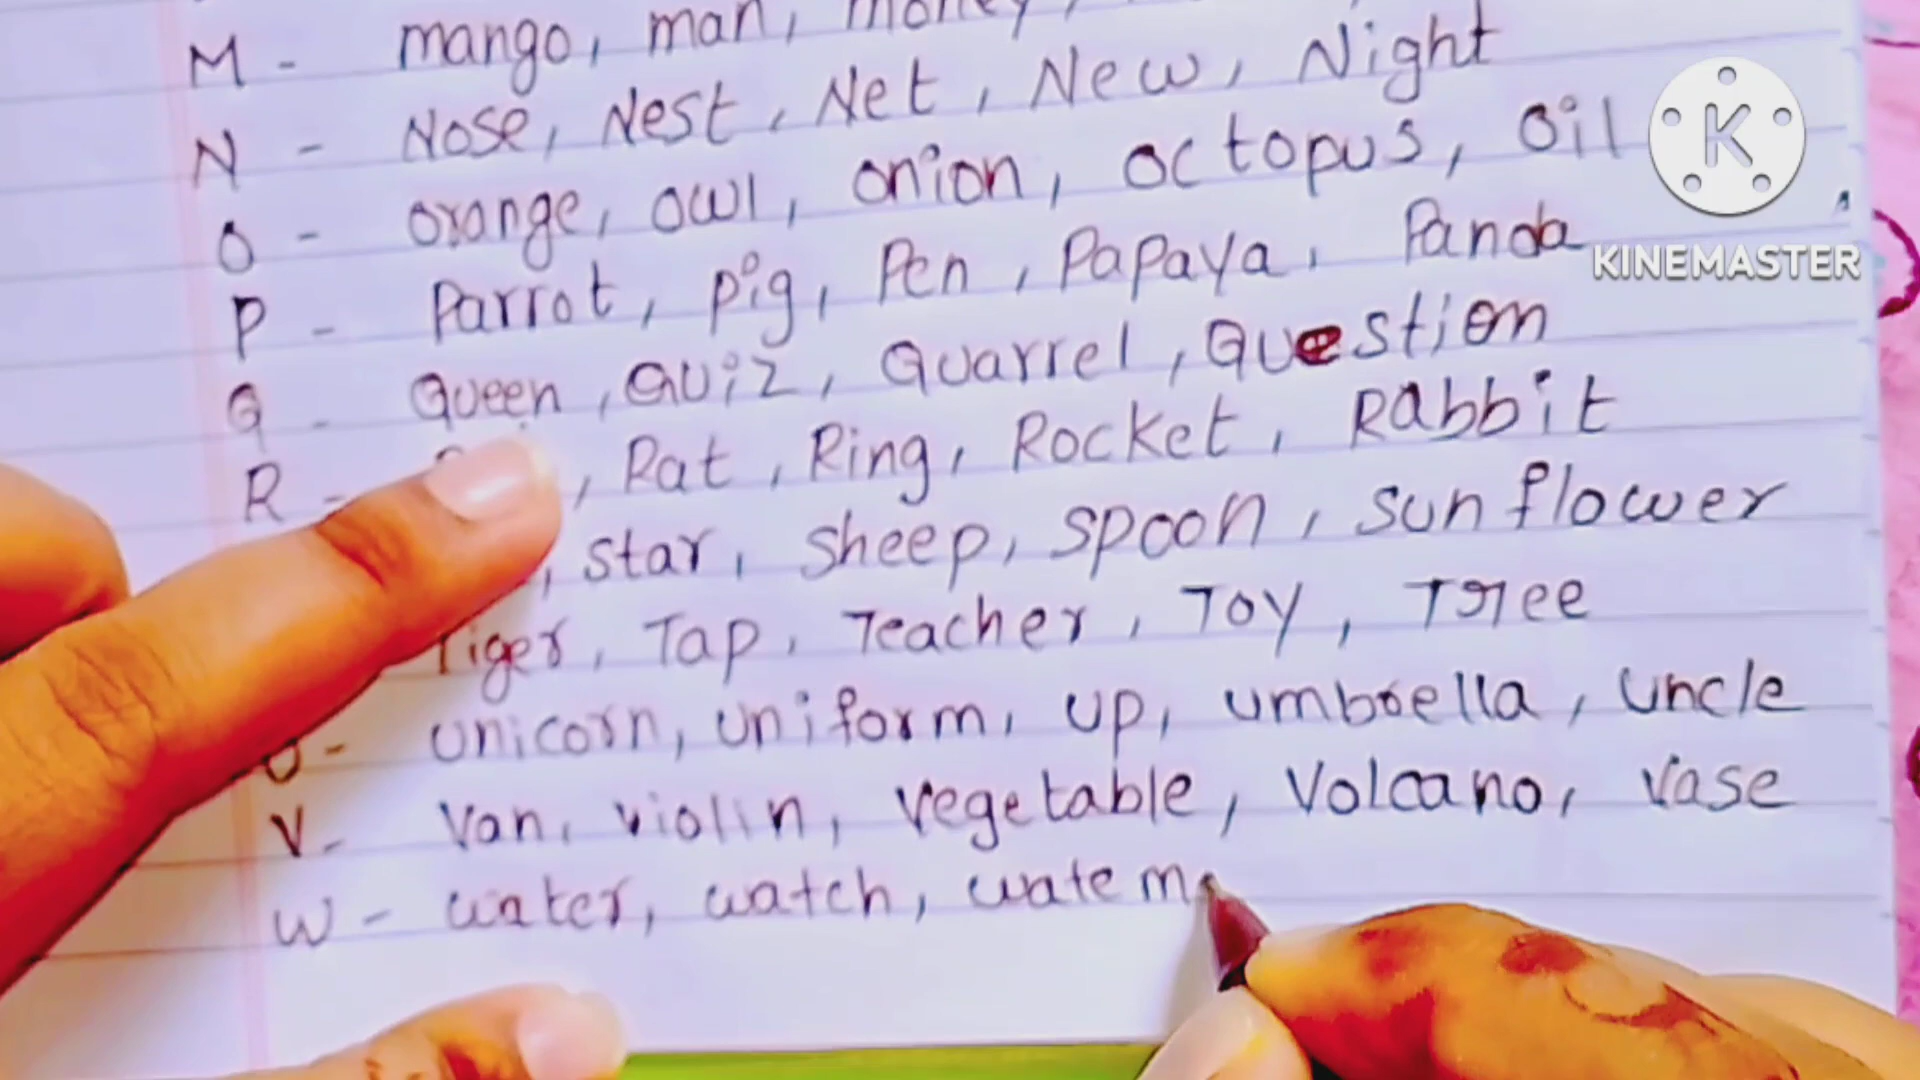 M - mango, man, money,
N - Nose, Nest, Net, New, Night
O - orange, owl, onion, octopus, oil
P - Parrot, pig, Pen, Papaya, Panda
Q - Queen, Quiz, Quarrel, Question
R - , Rat, Ring, Rocket, Rabbit
, star, sheep, spoon, sunflower
Tiger, Tap, Teacher, Toy, Tree
U - unicorn, uniform, up, umbrella, uncle
V - Van, violin, vegetable, Volcano, vase
W - water, watch, watem
K
KINEMASTER